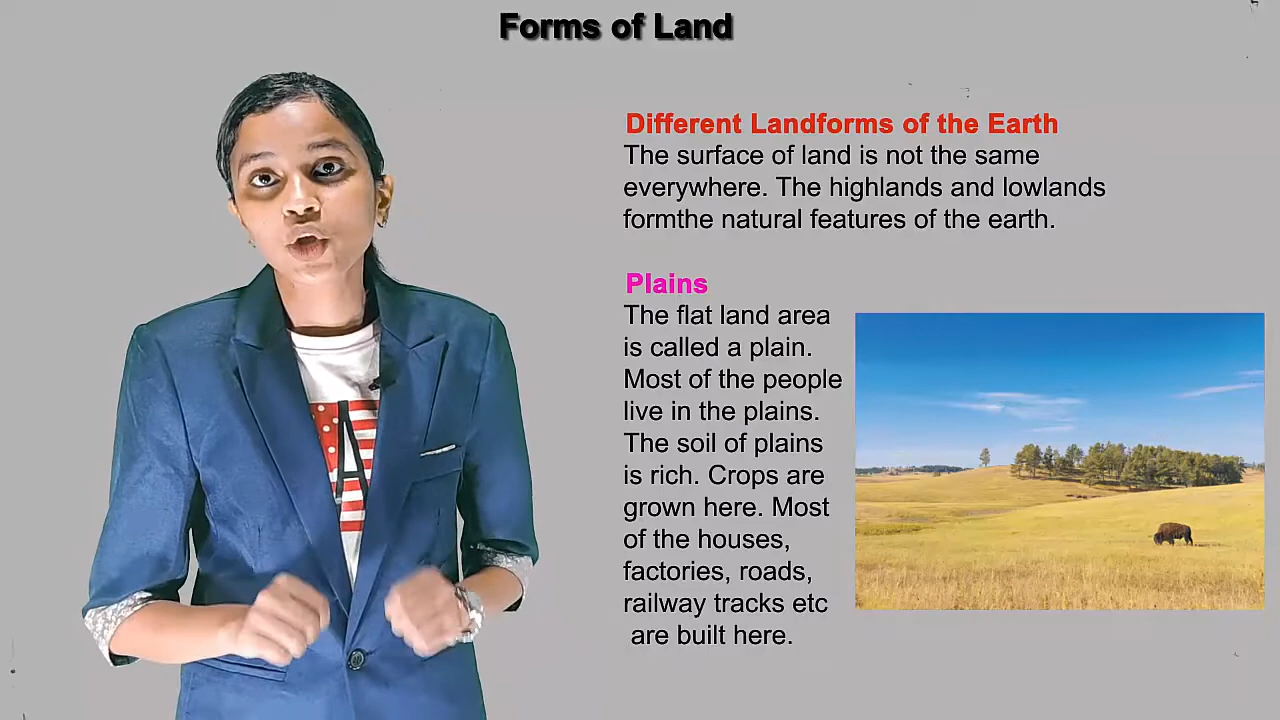 Forms of Land
Different Landforms of the Earth
The surface of land is not the same
everywhere. The highlands and lowlands
formthe natural features of the earth.
Plains
The flat land area
is called a plain.
Most of the people
live in the plains.
The soil of plains
is rich. Crops are
grown here. Most
of the houses,
factories, roads,
railway tracks etc
are built here.
A